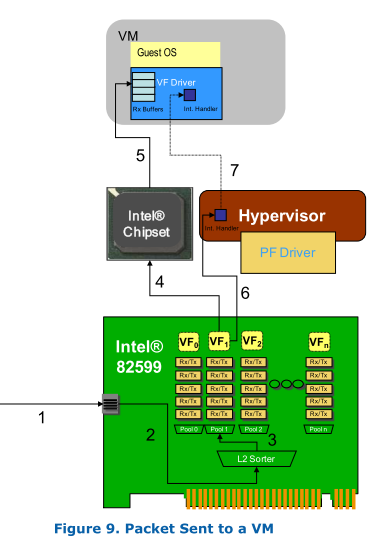 VM
Guest OS
VF Driver
Rx Buffers
Int. Handler
5
7
Intel®
Chipset
Hypervisor
Int. Handler
PF Driver
4
6
Intel®
82599
VF0 VF1 VF2 VFn
Rx/Tx Rx/Tx Rx/Tx Rx/Tx
Rx/Tx Rx/Tx Rx/Tx Rx/Tx
Rx/Tx Rx/Tx Rx/Tx Rx/Tx
Rx/Tx Rx/Tx Rx/Tx Rx/Tx
Rx/Tx Rx/Tx Rx/Tx Rx/Tx
Pool 0 Pool 1 Pool 2 Pool n
1
2
3
L2 Sorter
Figure 9. Packet Sent to a VM